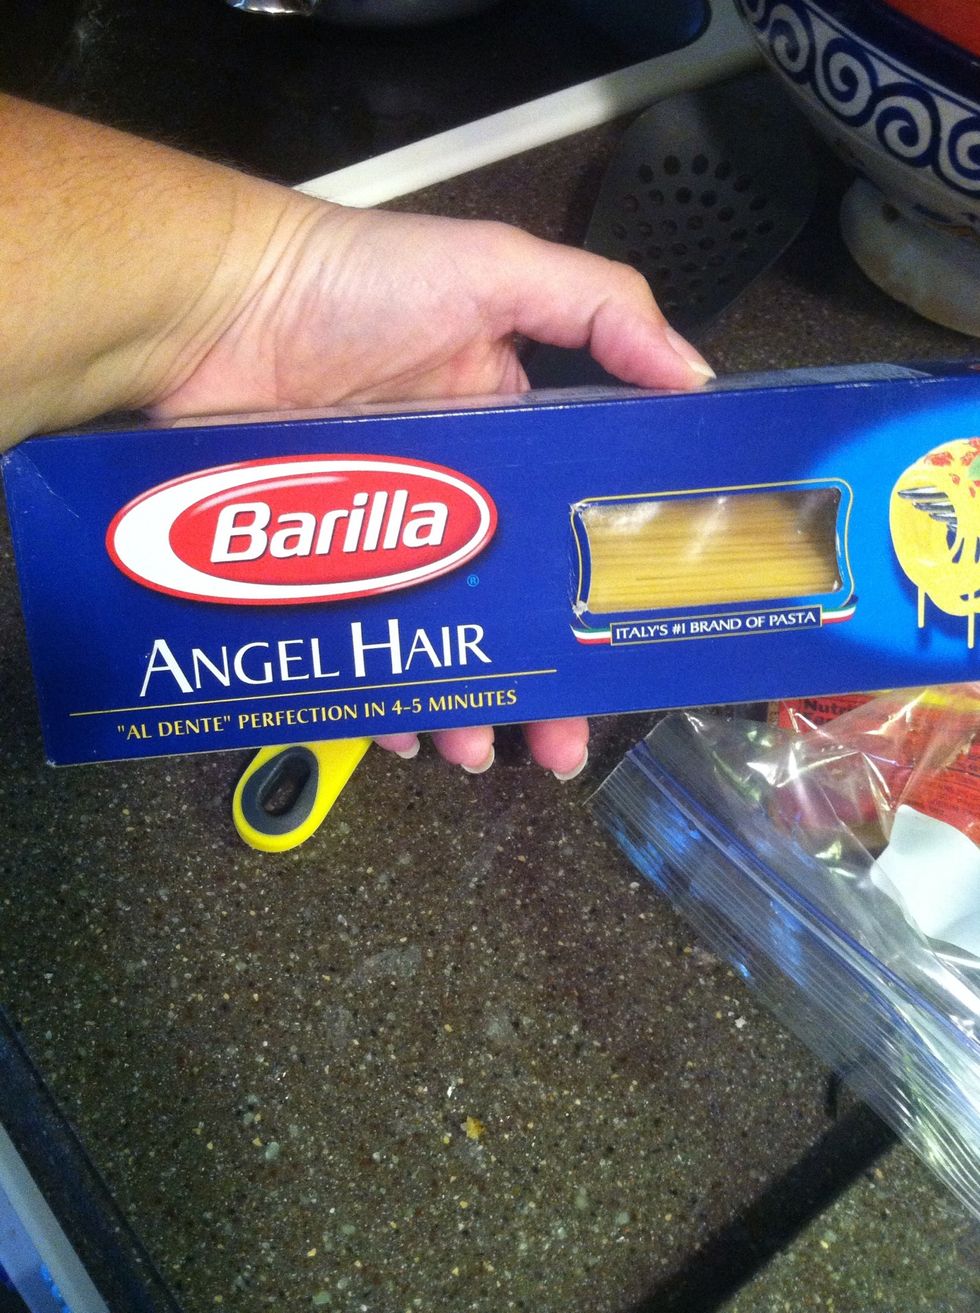 Barilla
®
ANGEL HAIR
"AL DENTE" PERFECTION IN 4-5 MINUTES
ITALY'S #1 BRAND OF PASTA